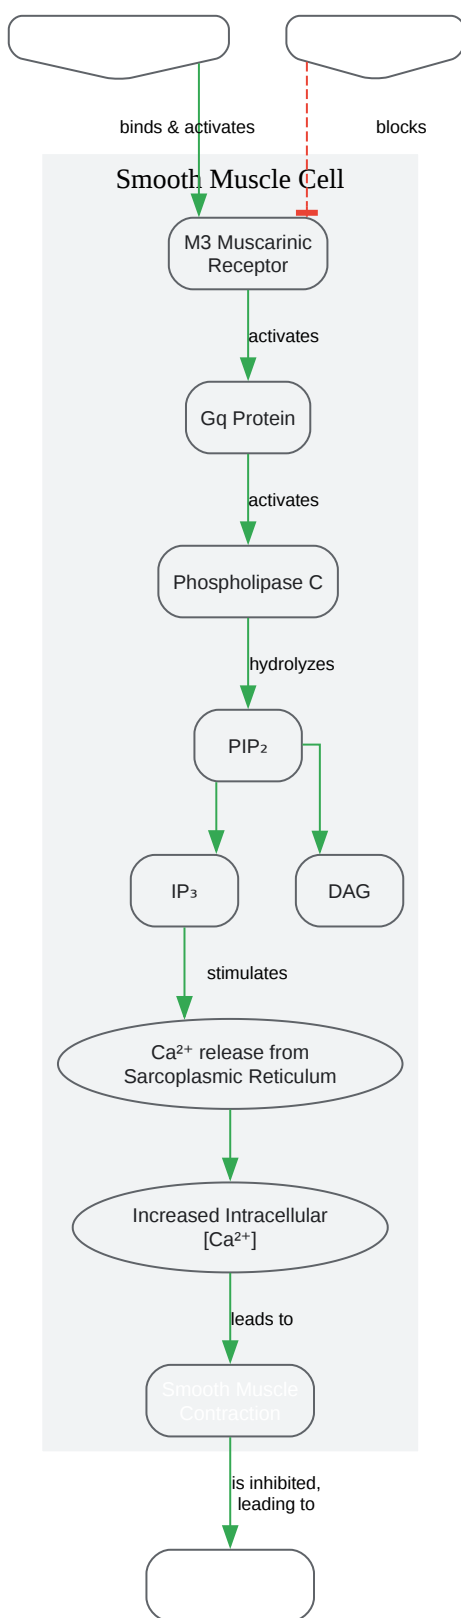 binds & activates
blocks
Smooth Muscle Cell
M3 Muscarinic
Receptor
activates
Gq Protein
activates
Phospholipase C
hydrolyzes
PIP₂
IP₃
DAG
stimulates
Ca²⁺ release from
Sarcoplasmic Reticulum
Increased Intracellular
[Ca²⁺]
leads to
Smooth Muscle
Contraction
is inhibited,
leading to